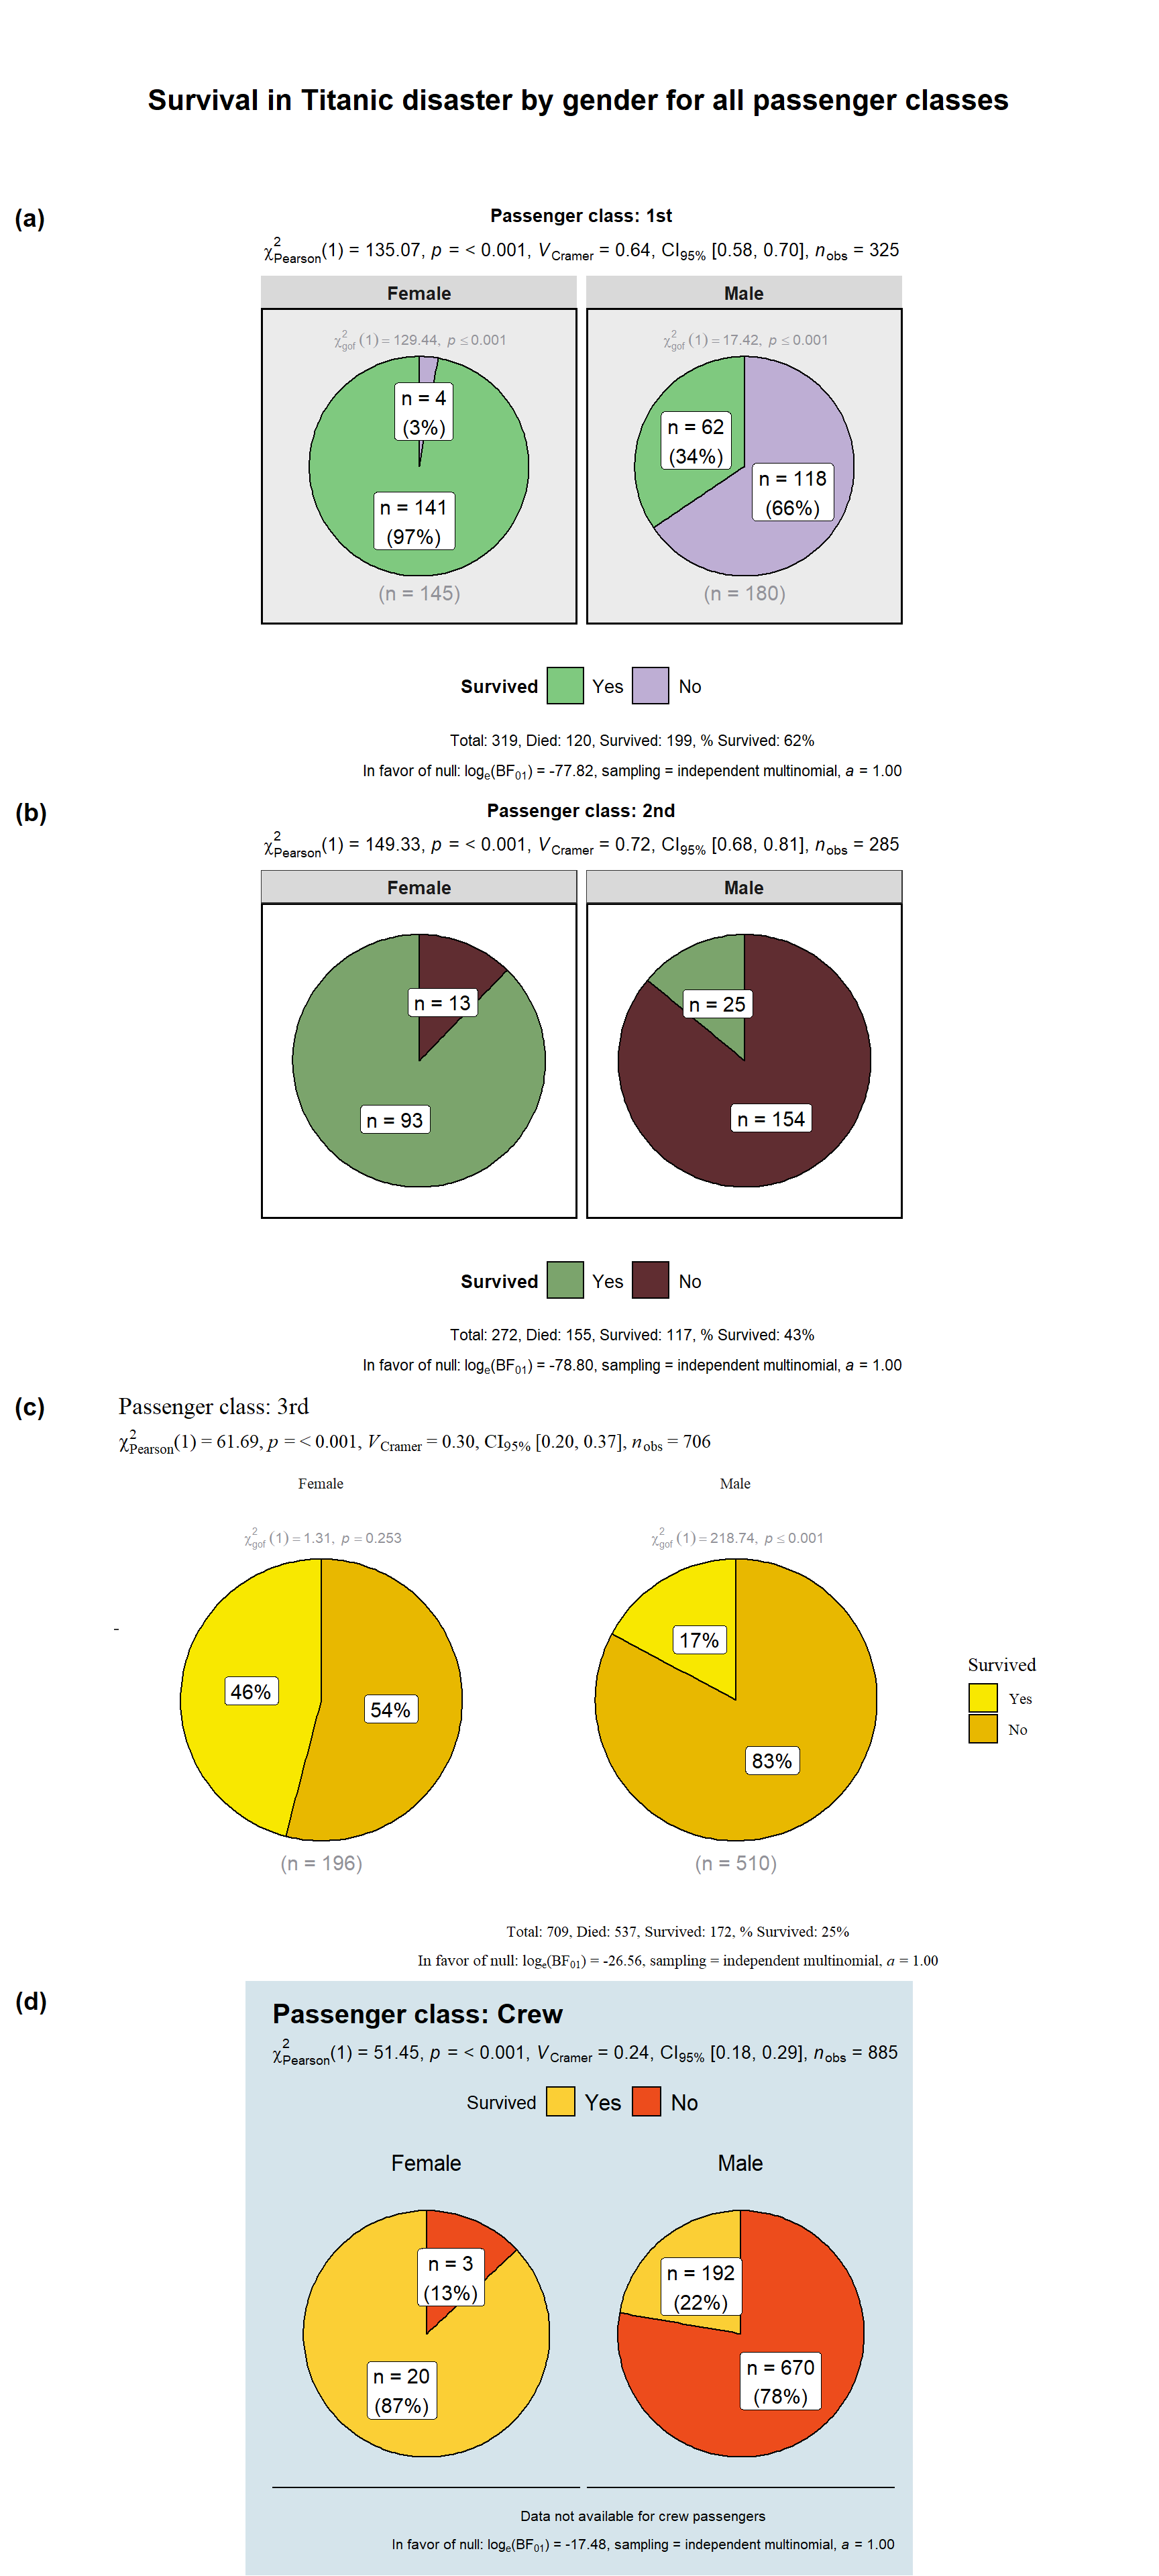 Survival in Titanic disaster by gender for all passenger classes
(a)
Passenger class: 1st
χ²Pearson(1) = 135.07, p = < 0.001, VCramer = 0.64, CI95% [0.58, 0.70], nobs = 325
Female
Male
χ²gof (1) = 129.44, p ≤ 0.001
χ²gof (1) = 17.42, p ≤ 0.001
n = 4
(3%)
n = 141
(97%)
n = 62
(34%)
n = 118
(66%)
(n = 145)
(n = 180)
Survived Yes No
Total: 319, Died: 120, Survived: 199, % Survived: 62%
In favor of null: loge(BF01) = -77.82, sampling = independent multinomial, a = 1.00
(b)
Passenger class: 2nd
χ²Pearson(1) = 149.33, p = < 0.001, VCramer = 0.72, CI95% [0.68, 0.81], nobs = 285
Female
Male
n = 13
n = 93
n = 25
n = 154
Survived Yes No
Total: 272, Died: 155, Survived: 117, % Survived: 43%
In favor of null: loge(BF01) = -78.80, sampling = independent multinomial, a = 1.00
(c)
Passenger class: 3rd
χ²Pearson(1) = 61.69, p = < 0.001, VCramer = 0.30, CI95% [0.20, 0.37], nobs = 706
Female
Male
χ²gof (1) = 1.31, p = 0.253
χ²gof (1) = 218.74, p ≤ 0.001
46%
54%
17%
83%
(n = 196)
(n = 510)
Survived
Yes
No
Total: 709, Died: 537, Survived: 172, % Survived: 25%
In favor of null: loge(BF01) = -26.56, sampling = independent multinomial, a = 1.00
(d)
Passenger class: Crew
χ²Pearson(1) = 51.45, p = < 0.001, VCramer = 0.24, CI95% [0.18, 0.29], nobs = 885
Survived Yes No
Female
Male
n = 3
(13%)
n = 20
(87%)
n = 192
(22%)
n = 670
(78%)
Data not available for crew passengers
In favor of null: loge(BF01) = -17.48, sampling = independent multinomial, a = 1.00